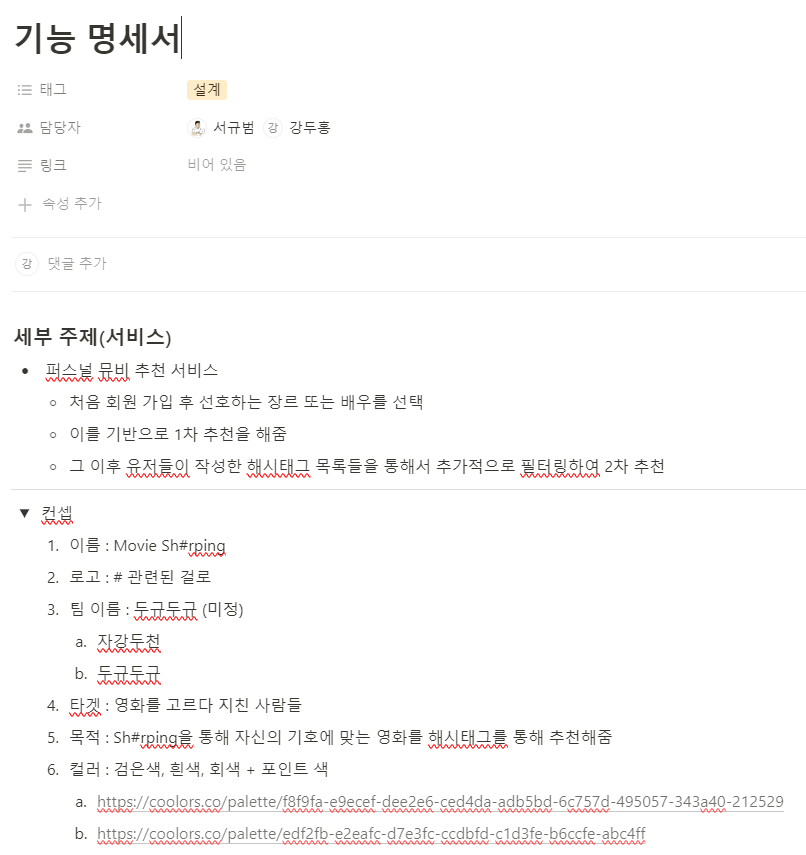 기능 명세서
태그 설계
담당자 서규범 강 강두홍
링크 비어 있음
속성 추가
강 댓글 추가
세부 주제(서비스)
• 퍼스널 뮤비 추천 서비스
◦ 처음 회원 가입 후 선호하는 장르 또는 배우를 선택
◦ 이를 기반으로 1차 추천을 해줌
◦ 그 이후 유저들이 작성한 해시태그 목록들을 통해서 추가적으로 필터링하여 2차 추천
▼ 컨셉
1. 이름 : Movie Sh#rping
2. 로고 : # 관련된 걸로
3. 팀 이름 : 두규두규 (미정)
a. 자강두천
b. 두규두규
4. 타겟 : 영화를 고르다 지친 사람들
5. 목적 : Sh#rping을 통해 자신의 기호에 맞는 영화를 해시태그를 통해 추천해줌
6. 컬러 : 검은색, 흰색, 회색 + 포인트 색
a. https://coolors.co/palette/f8f9fa-e9ecef-dee2e6-ced4da-adb5bd-6c757d-495057-343a40-212529
b. https://coolors.co/palette/edf2fb-e2eafc-d7e3fc-ccdbfd-c1d3fe-b6ccfe-abc4ff